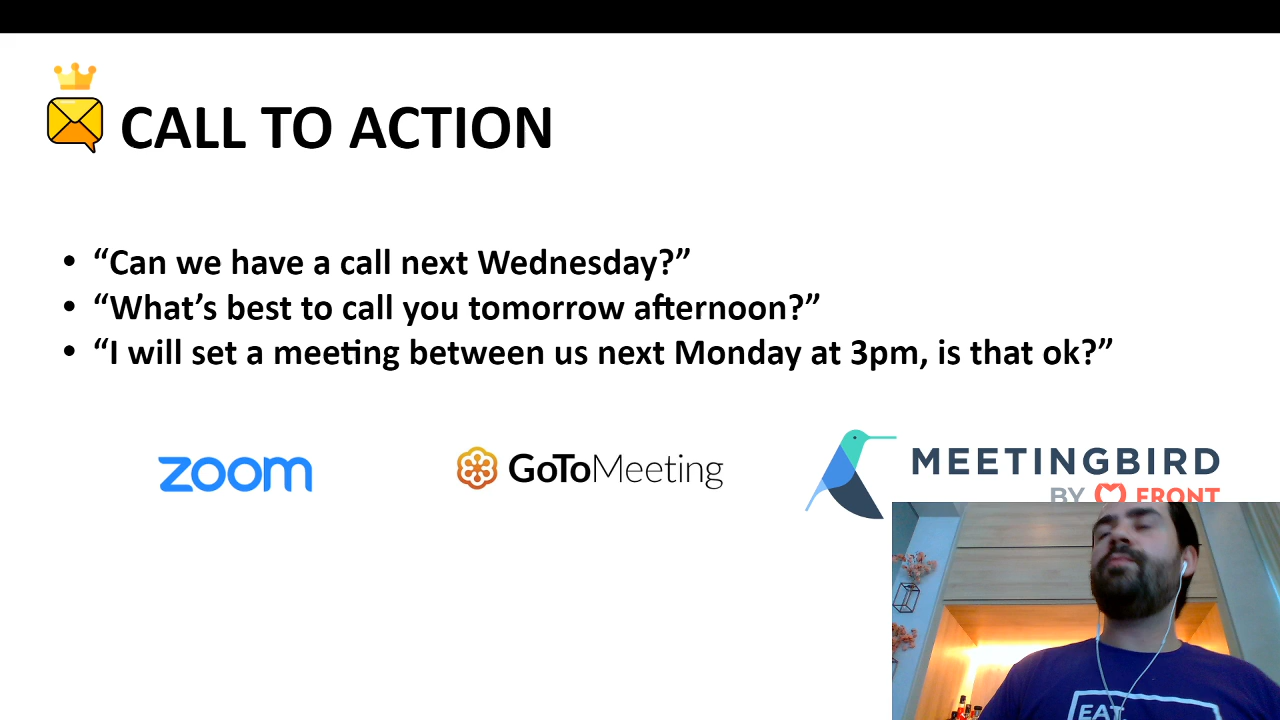 CALL TO ACTION
• “Can we have a call next Wednesday?”
• “What’s best to call you tomorrow afternoon?”
• “I will set a meeting between us next Monday at 3pm, is that ok?”
zoom
GoToMeeting
MEETINGBIRD
BY FRONT
EAT